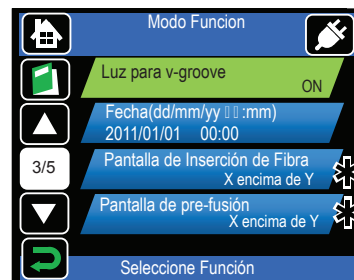 Modo Funcion
Luz para v-groove
ON
Fecha(dd/mm/yy ▯▯:mm)
2011/01/01 00:00
3/5
Pantalla de Inserción de Fibra
X encima de Y
Pantalla de pre-fusión
X encima de Y
Seleccione Función